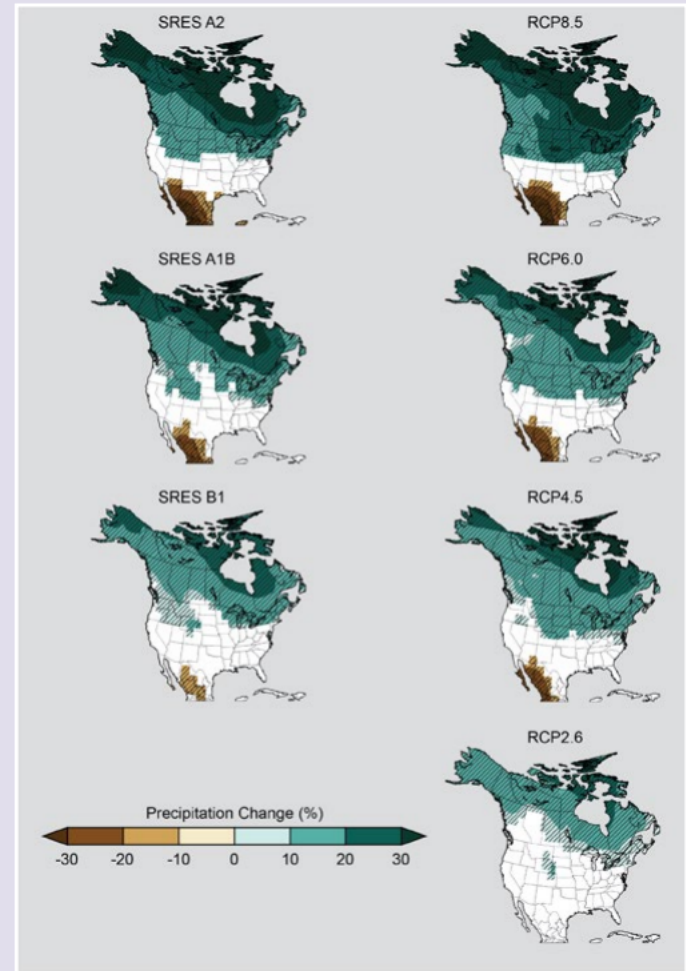 SRES A2
RCP8.5
SRES A1B
RCP6.0
SRES B1
RCP4.5
RCP2.6
Precipitation Change (%)
-30 -20 -10 0 10 20 30